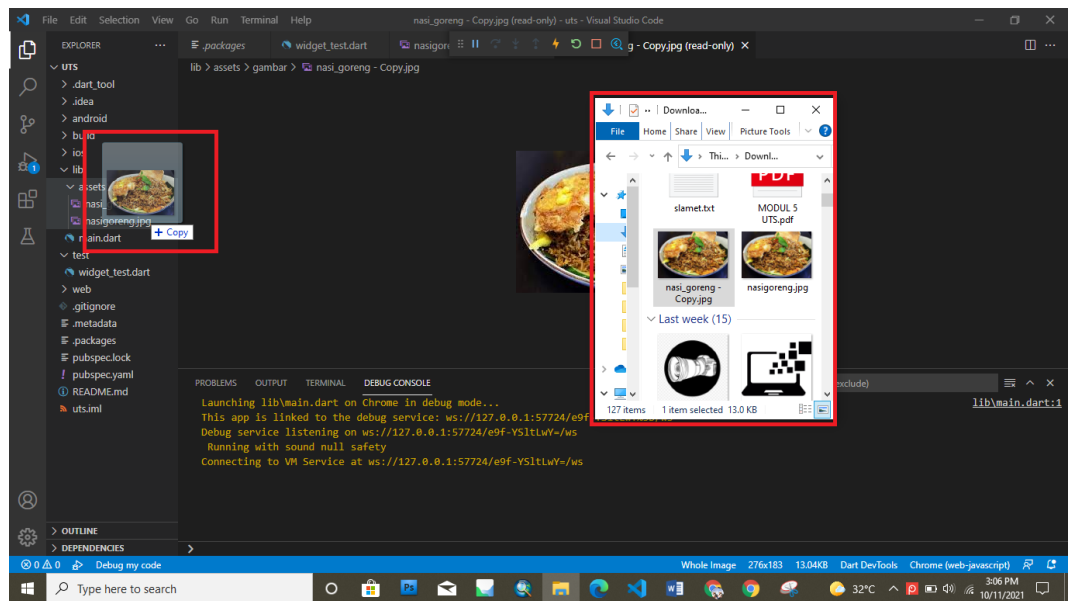 File Edit Selection View Go Run Terminal Help
nasi_goreng - Copy.jpg (read-only) - uts - Visual Studio Code
EXPLORER
.packages
widget_test.dart
nasigor
g - Copy.jpg (read-only)
UTS
lib > assets > gambar > nasi_goreng - Copy.jpg
.dart_tool
.idea
android
build
ios
lib
assets
nasi
nasigoreng.jpg
+ Copy
main.dart
test
widget_test.dart
web
.gitignore
.metadata
.packages
pubspec.lock
pubspec.yaml
README.md
uts.iml
OUTLINE
DEPENDENCIES
Downloa...
File Home Share View Picture Tools
Thi... > Downl...
PDF
slamet.txt
MODUL 5
UTS.pdf
nasi_goreng -
Copy.jpg
nasigoreng.jpg
Last week (15)
127 items 1 item selected 13.0 KB
PROBLEMS OUTPUT TERMINAL DEBUG CONSOLE
exclude)
Launching lib\main.dart on Chrome in debug mode...
lib\main.dart:1
This app is linked to the debug service: ws://127.0.0.1:57724/e9f-YSltLwY=/ws
Debug service listening on ws://127.0.0.1:57724/e9f-YSltLwY=/ws
Running with sound null safety
Connecting to VM Service at ws://127.0.0.1:57724/e9f-YSltLwY=/ws
0 0 Debug my code
Whole Image 276x183 13.04KB Dart DevTools Chrome (web-javascript)
Type here to search
Ps
32°C
3:06 PM
10/11/2021